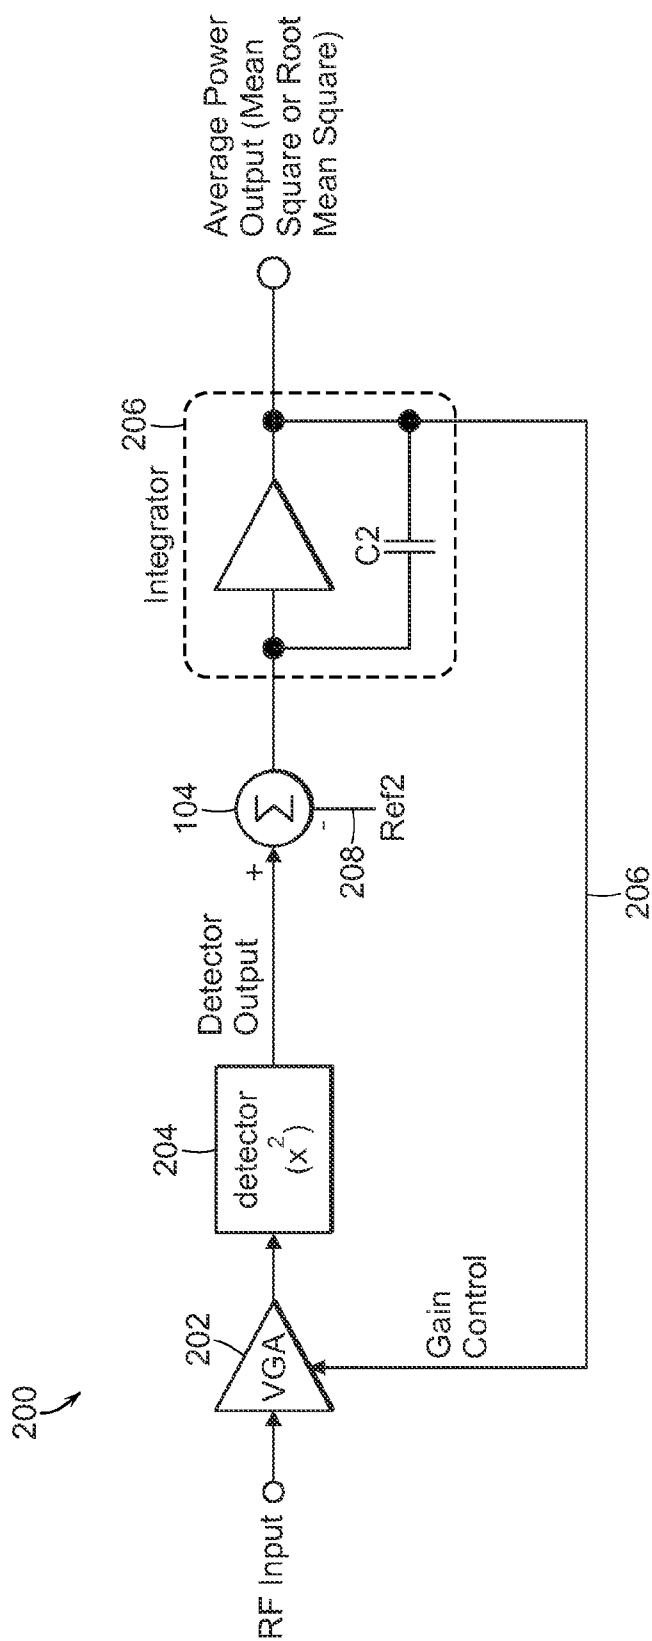 200
RF Input
202
VGA
Gain
Control
204
detector
(x²)
Detector
Output
+
104
Σ
-
208
Ref2
206
Integrator
206
C2
Average Power
Output (Mean
Square or Root
Mean Square)